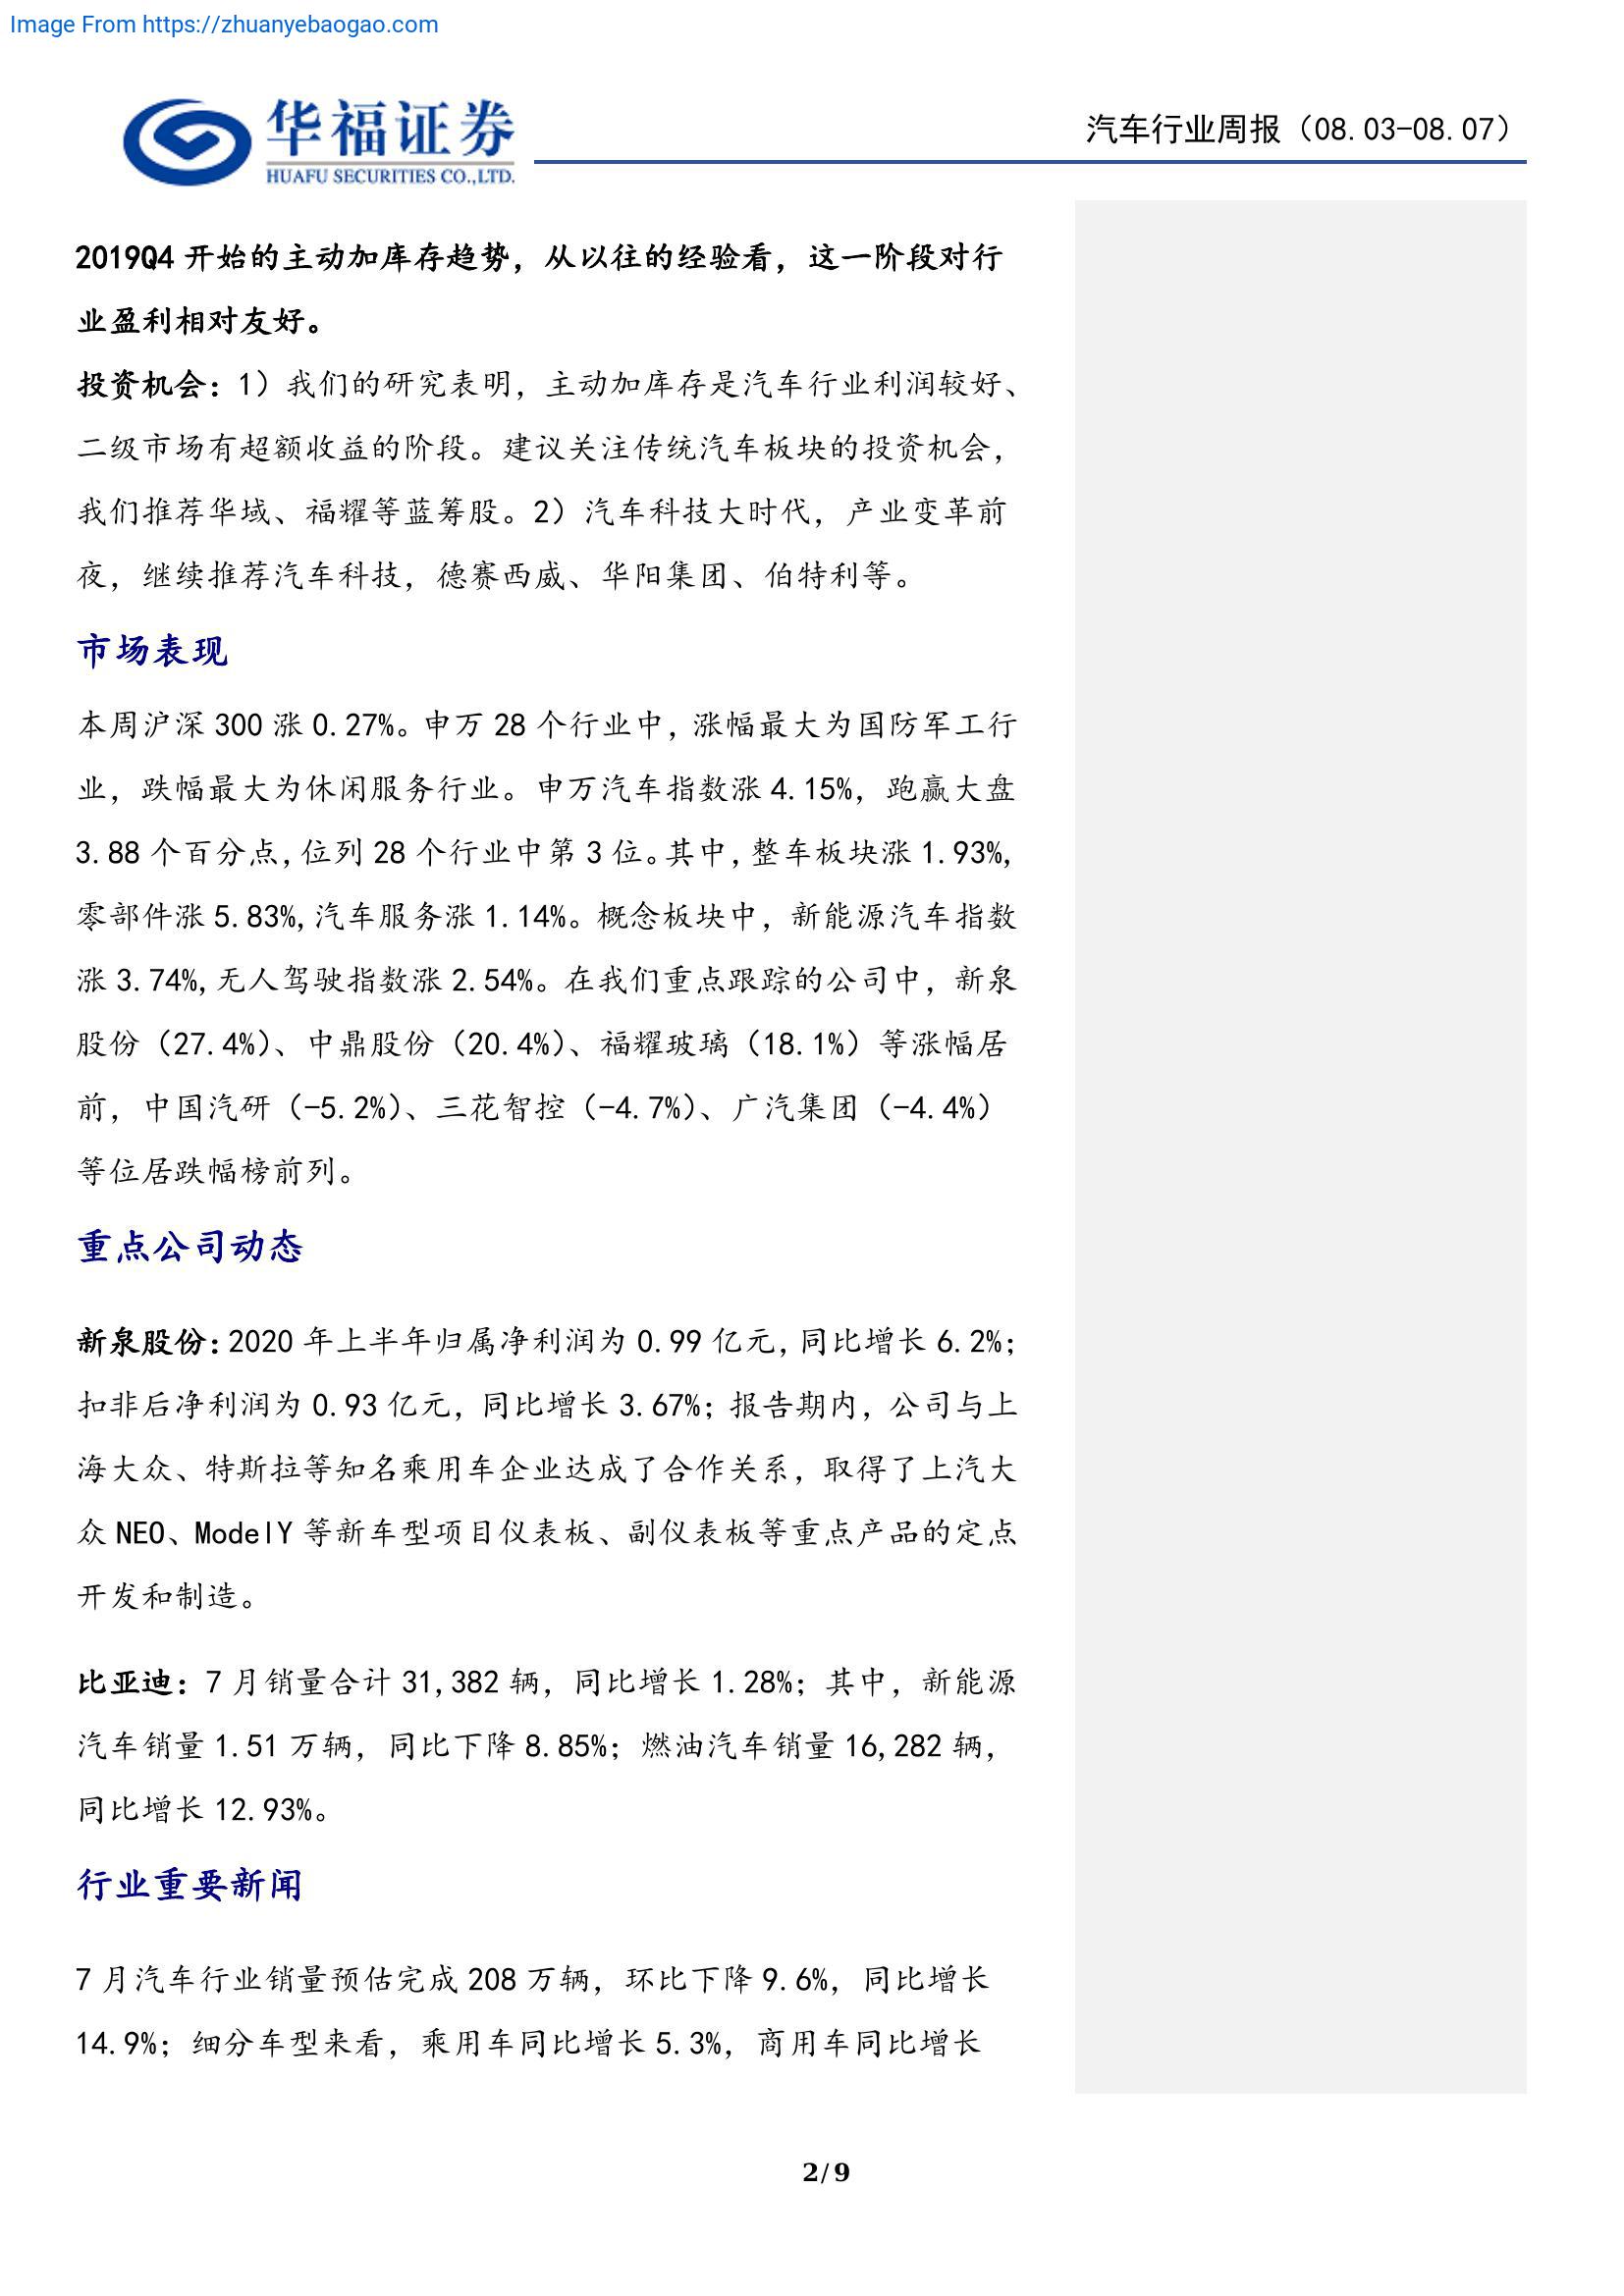 Image From https://zhuanyebaogao.com
华福证券
HUAFU SECURITIES CO.,LTD.
汽车行业周报（08.03-08.07）
2019Q4 开始的主动加库存趋势，从以往的经验看，这一阶段对行
业盈利相对友好。
投资机会：1）我们的研究表明，主动加库存是汽车行业利润较好、
二级市场有超额收益的阶段。建议关注传统汽车板块的投资机会，
我们推荐华域、福耀等蓝筹股。2）汽车科技大时代，产业变革前
夜，继续推荐汽车科技，德赛西威、华阳集团、伯特利等。
市场表现
本周沪深 300 涨 0.27%。申万 28 个行业中，涨幅最大为国防军工行
业，跌幅最大为休闲服务行业。申万汽车指数涨 4.15%，跑赢大盘
3.88 个百分点，位列 28 个行业中第 3 位。其中，整车板块涨 1.93%，
零部件涨 5.83%，汽车服务涨 1.14%。概念板块中，新能源汽车指数
涨 3.74%，无人驾驶指数涨 2.54%。在我们重点跟踪的公司中，新泉
股份（27.4%）、中鼎股份（20.4%）、福耀玻璃（18.1%）等涨幅居
前，中国汽研（-5.2%）、三花智控（-4.7%）、广汽集团（-4.4%）
等位居跌幅榜前列。
重点公司动态
新泉股份：2020 年上半年归属净利润为 0.99 亿元，同比增长 6.2%；
扣非后净利润为 0.93 亿元，同比增长 3.67%；报告期内，公司与上
海大众、特斯拉等知名乘用车企业达成了合作关系，取得了上汽大
众 NEO、ModelY 等新车型项目仪表板、副仪表板等重点产品的定点
开发和制造。
比亚迪：7 月销量合计 31,382 辆，同比增长 1.28%；其中，新能源
汽车销量 1.51 万辆，同比下降 8.85%；燃油汽车销量 16,282 辆，
同比增长 12.93%。
行业重要新闻
7 月汽车行业销量预估完成 208 万辆，环比下降 9.6%，同比增长
14.9%；细分车型来看，乘用车同比增长 5.3%，商用车同比增长
2/9